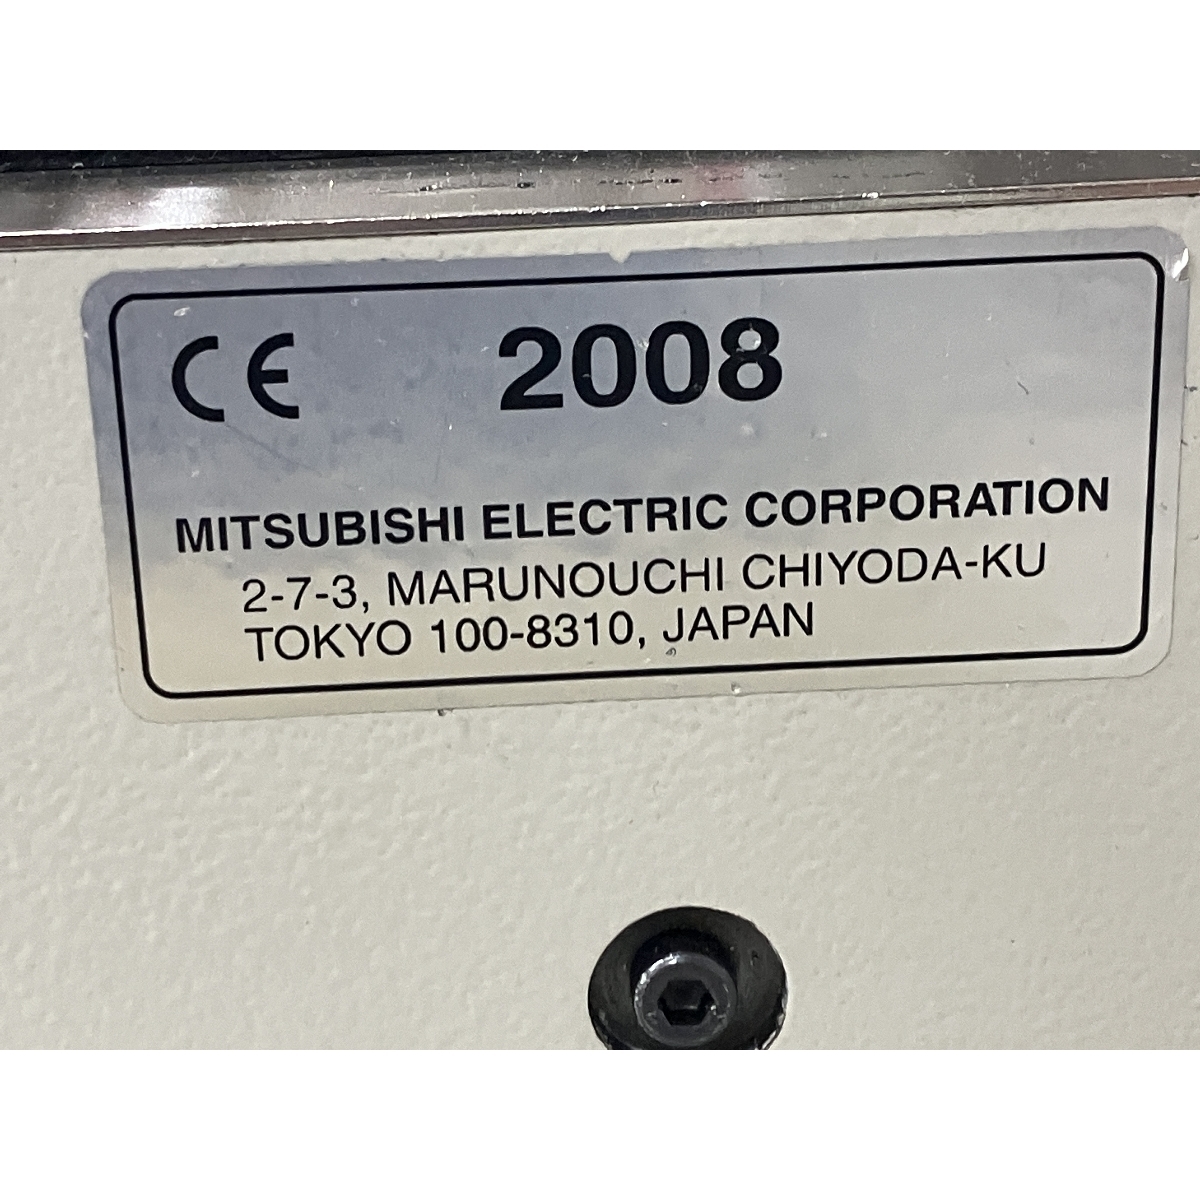 CE 2008
MITSUBISHI ELECTRIC CORPORATION
2-7-3, MARUNOUCHI CHIYODA-KU
TOKYO 100-8310, JAPAN